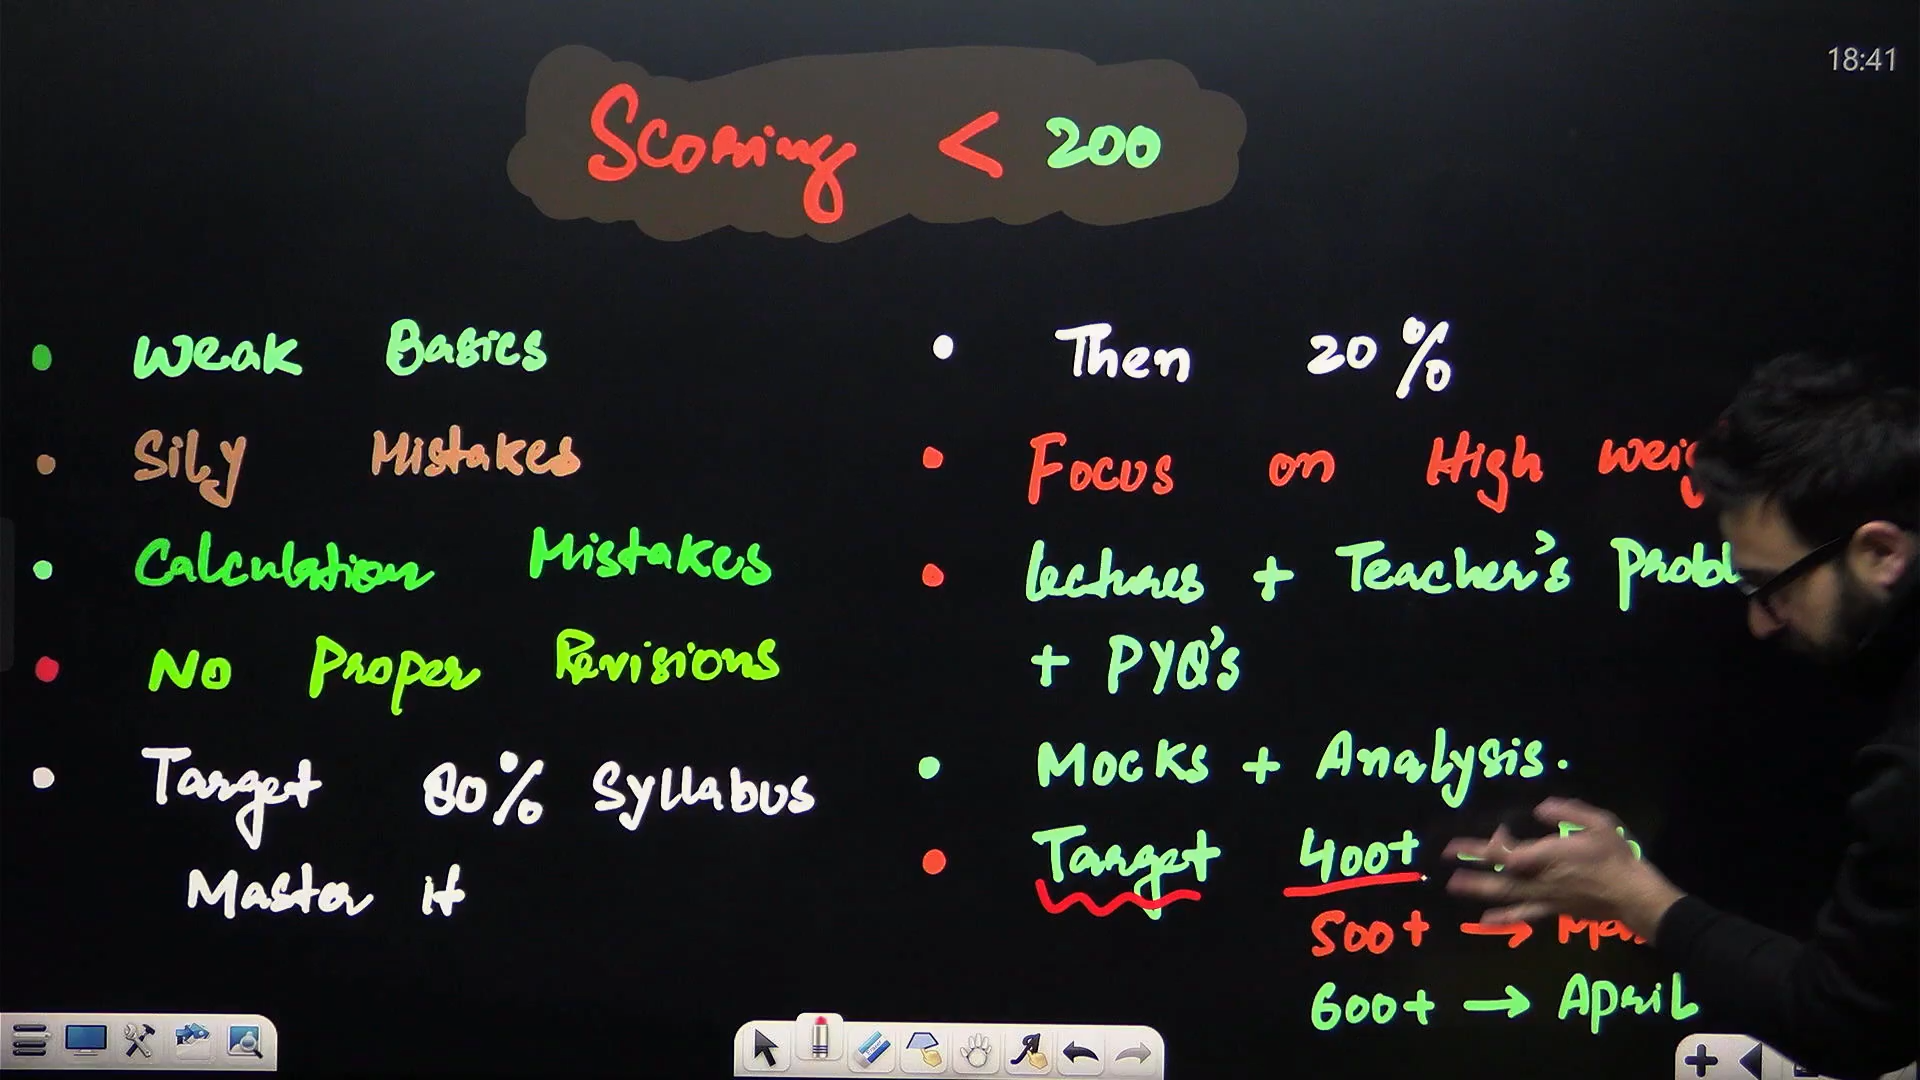 18:41
Scoring < 200
• Weak Basics
• Silly Mistakes
• Calculation Mistakes
• No Proper Revisions
• Target 80% Syllabus
Master it
• Then 20%
• Focus on High
• Lectures + Teacher's
+ PYQ's
• Mocks + Analysis.
• Target 400+
500+ →
600+ → April